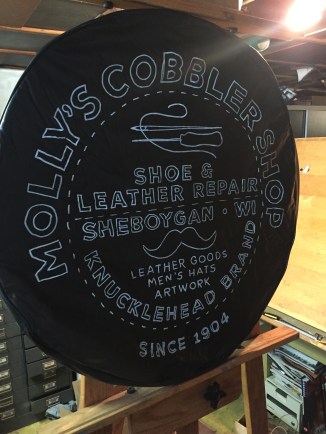 MOLLY'S COBBLER SHOP
SHOE &
LEATHER REPAIR
SHEBOYGAN · WI
LEATHER GOODS
MEN'S HATS
ARTWORK
KNUCKLEHEAD BRAND
SINCE 1904